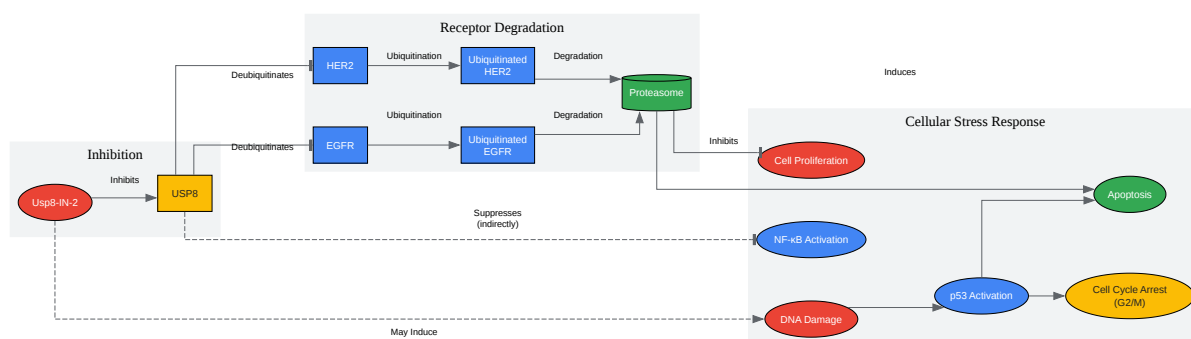 Receptor Degradation
HER2
Ubiquitination
Ubiquitinated
HER2
Degradation
Proteasome
Deubiquitinates
EGFR
Ubiquitination
Ubiquitinated
EGFR
Degradation
Deubiquitinates
Induces
Cellular Stress Response
Inhibits
Cell Proliferation
Apoptosis
Inhibition
Inhibits
Usp8-IN-2
USP8
Suppresses
(indirectly)
NF-κB Activation
p53 Activation
Cell Cycle Arrest
(G2/M)
DNA Damage
May Induce